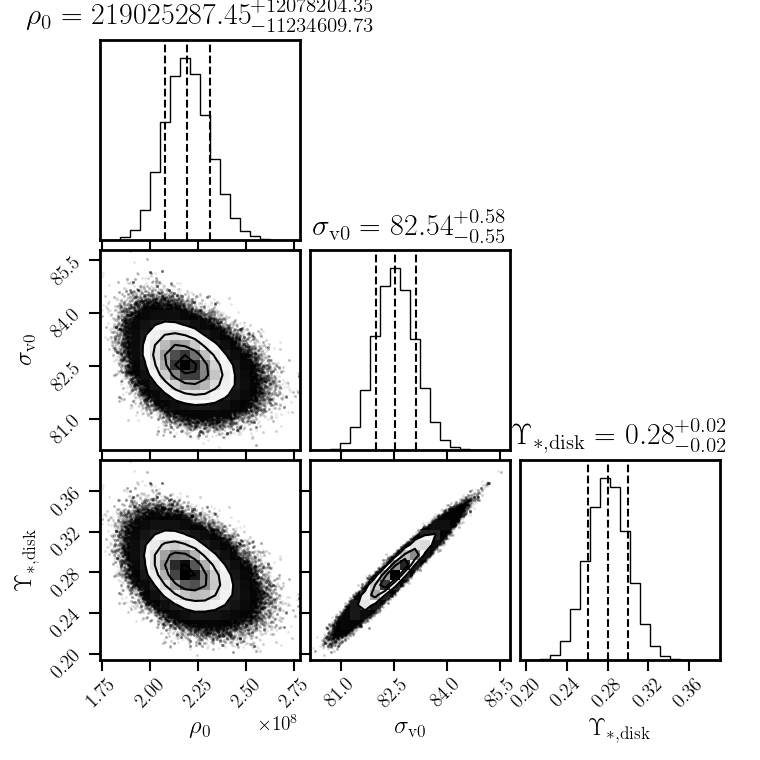 ρ₀ = 219025287.45⁺¹²⁰⁷⁸²⁰⁴·³⁵₋₁₁₂₃₄₆₀₉.₇₃
σᵥ₀ = 82.54⁺⁰·⁵⁸₋₀.₅₅
85.5
84.0
82.5
81.0
σᵥ₀
ϒ∗,disk = 0.28⁺⁰·⁰²₋₀.₀₂
0.36
0.32
0.28
0.24
0.20
ϒ∗,disk
1.75 2.00 2.25 2.50 2.75
×10⁸
ρ₀
81.0 82.5 84.0 85.5
σᵥ₀
0.20 0.24 0.28 0.32 0.36
ϒ∗,disk